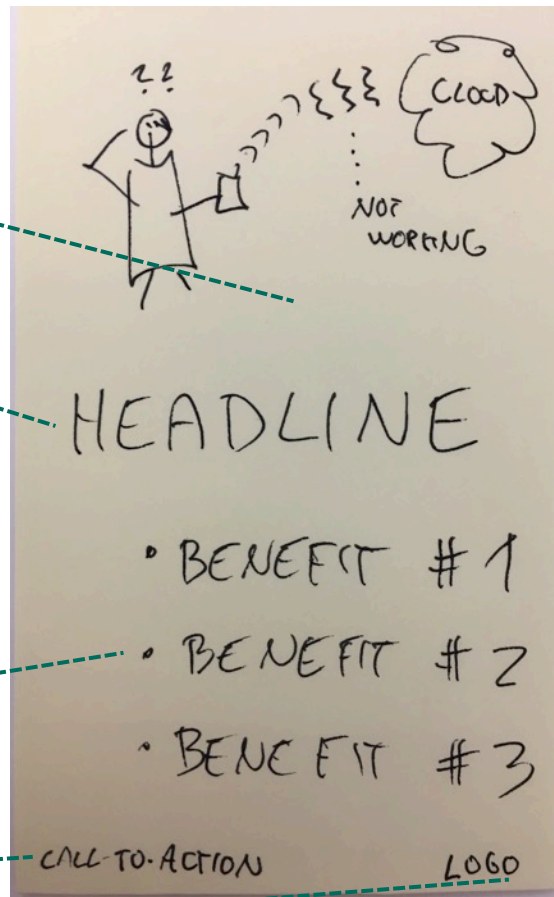 ??
CLOUD
NOT
WORKING
HEADLINE
• BENEFIT #1
• BENEFIT #2
• BENEFIT #3
CALL-TO-ACTION
LOGO